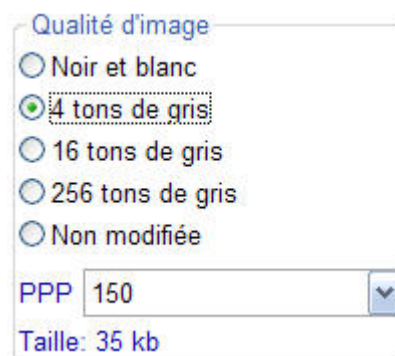 Qualité d'image
Noir et blanc
4 tons de gris
16 tons de gris
256 tons de gris
Non modifiée
PPP 150
Taille: 35 kb